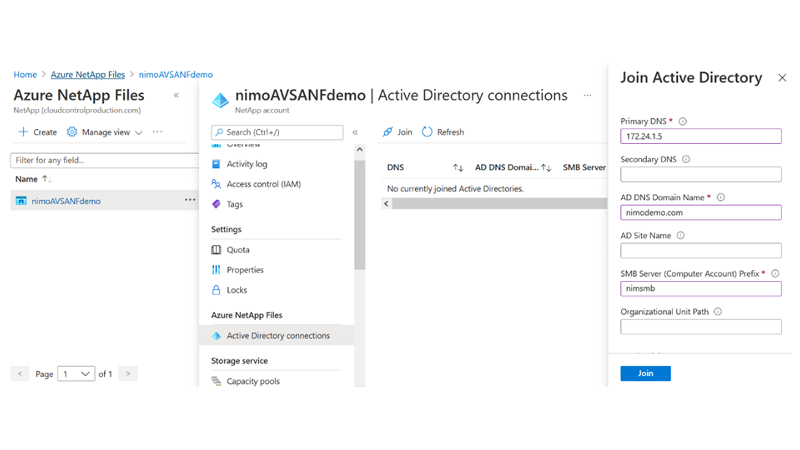 Home > Azure NetApp Files > nimoAVSANFdemo
Azure NetApp Files «
NetApp (cloudcontrolproduction.com)
+ Create Manage view ···
Filter for any field...
Name ↑↓
nimoAVSANFdemo ···
< Page 1 of 1 >
nimoAVSANFdemo | Active Directory connections ···
NetApp account
Search (Ctrl+/) «
Overview
Activity log
Access control (IAM)
Tags
Settings
Quota
Properties
Locks
Azure NetApp Files
Active Directory connections
Storage service
Capacity pools
Join Refresh
DNS ↑↓ AD DNS Domai... ↑↓ SMB Server
No currently joined Active Directories.
Join Active Directory ×
Primary DNS *
172.24.1.5
Secondary DNS
AD DNS Domain Name *
nimodemo.com
AD Site Name
SMB Server (Computer Account) Prefix *
nimsmb
Organizational Unit Path
Join